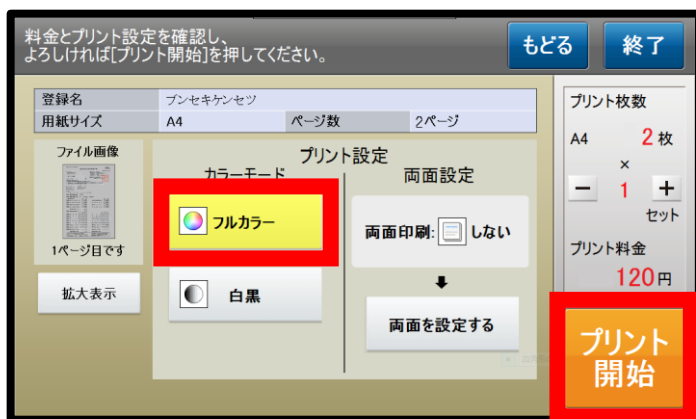 料金とプリント設定を確認し、
よろしければ[プリント開始]を押してください。
もどる
終了
登録名 ブンセキケンセツ
用紙サイズ A4 ページ数 2ページ
ファイル画像
1ページ目です
拡大表示
プリント設定
カラーモード
フルカラー
白黒
両面設定
両面印刷: しない
両面を設定する
プリント枚数
A4 2 枚
×
− 1 +
セット
プリント料金
120円
プリント
開始